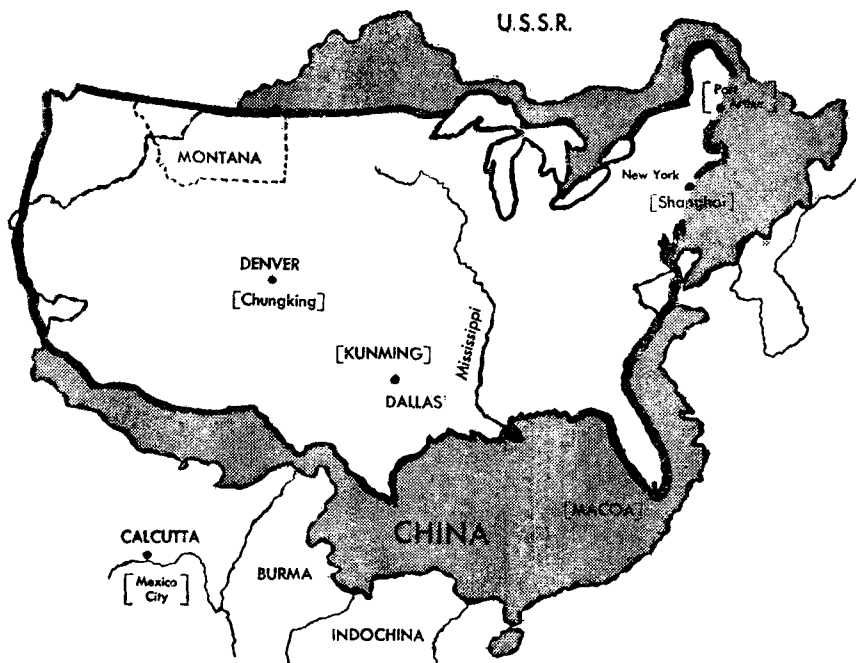 U.S.S.R.
[Port
Arthur]
MONTANA
New York
[Shanghai]
DENVER
[Chungking]
Mississippi
[KUNMING]
DALLAS
[MACOA]
CHINA
CALCUTTA
[Mexico
City]
BURMA
INDOCHINA